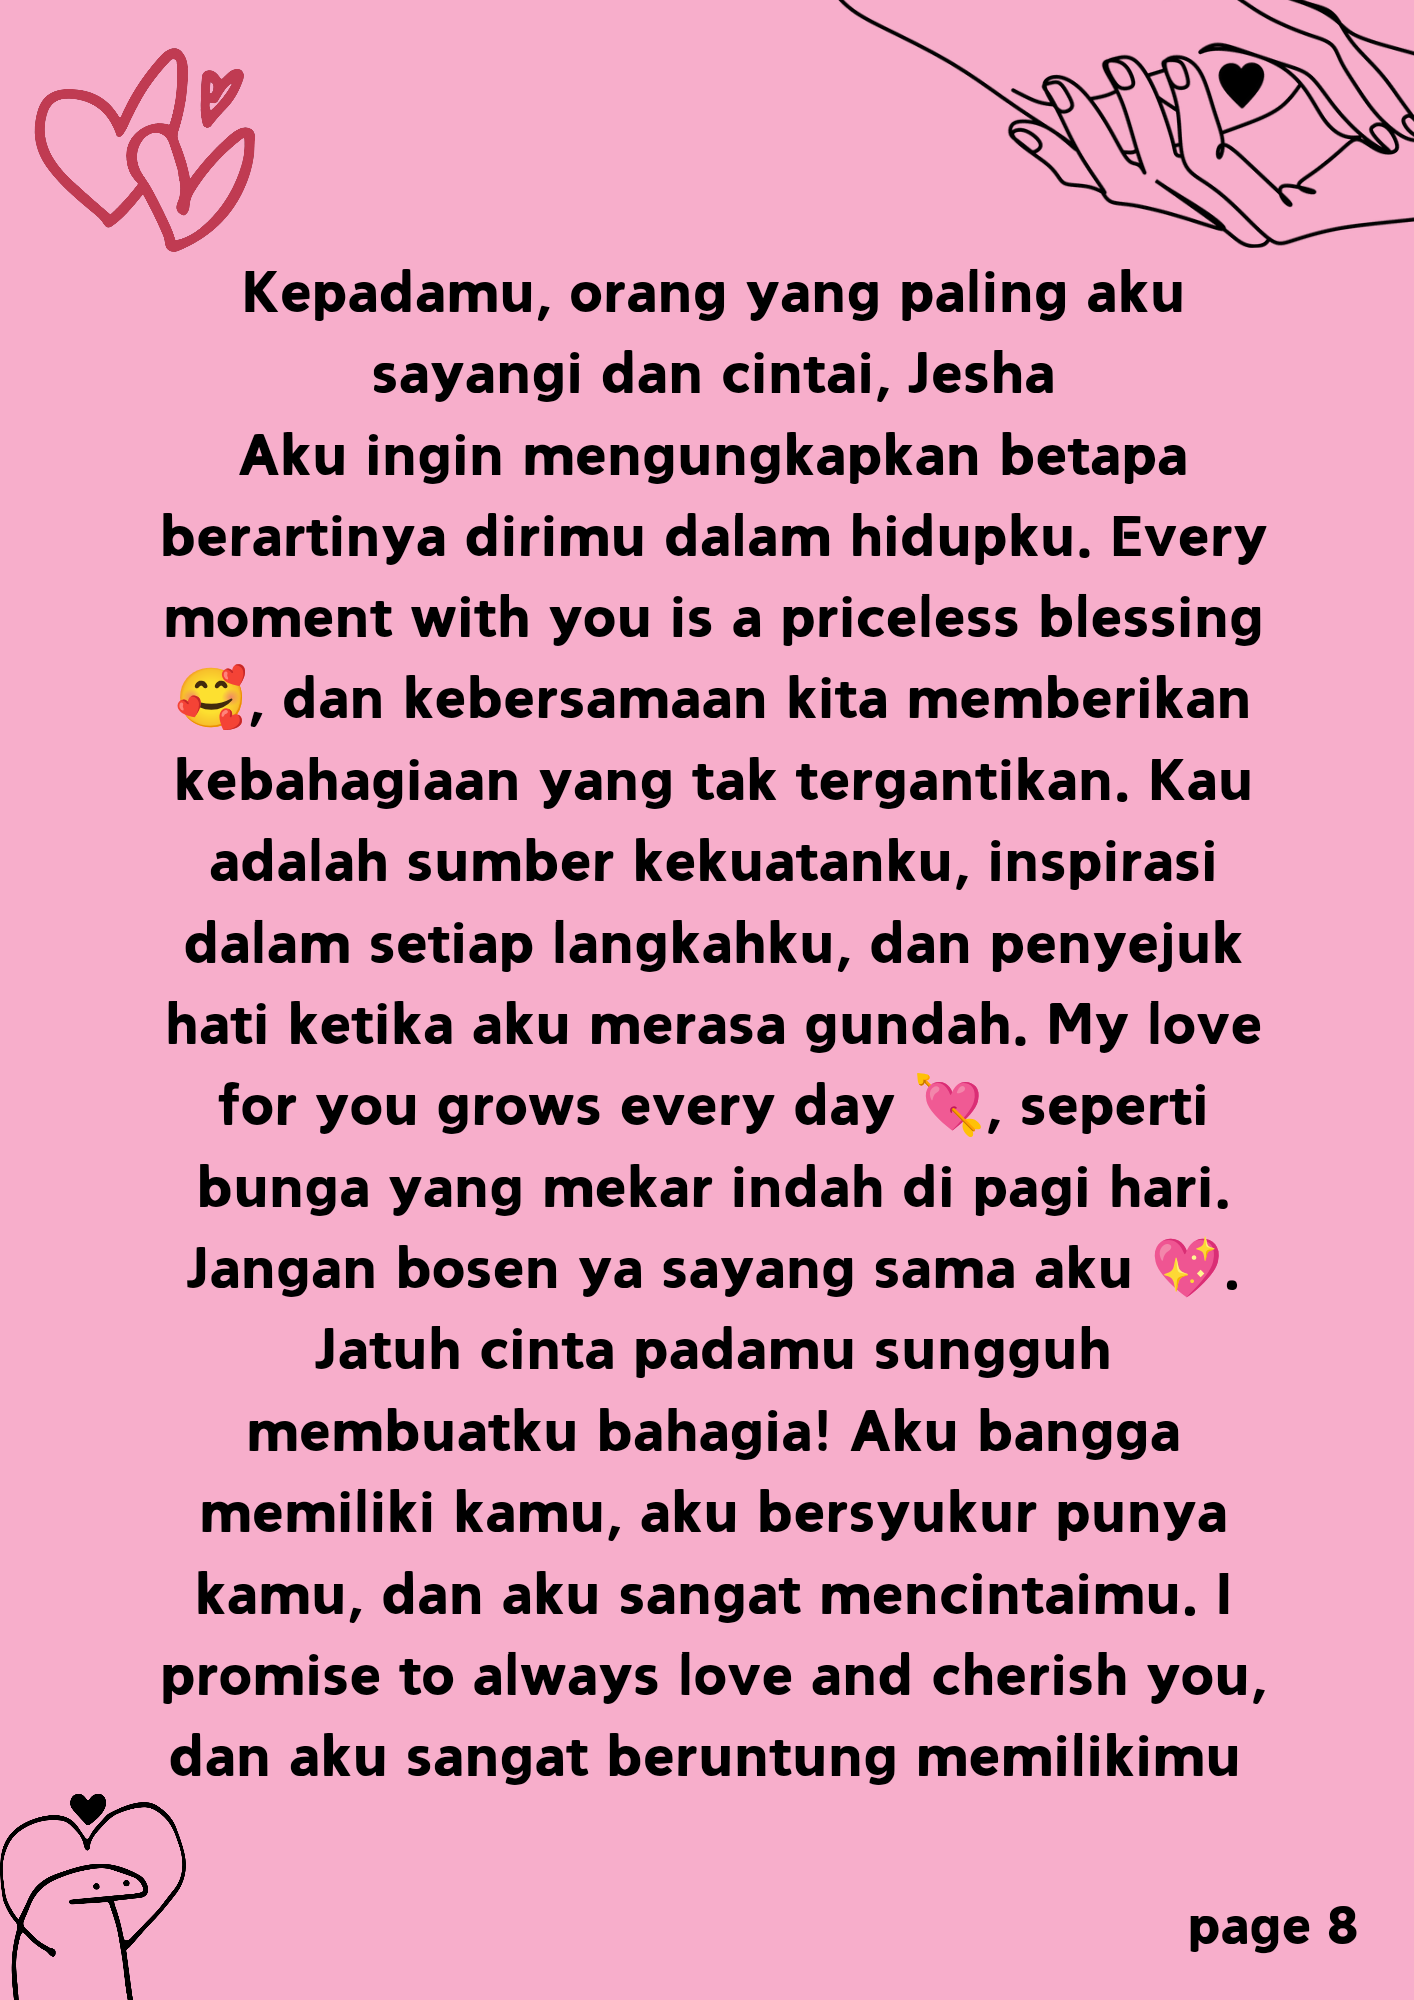 Kepadamu, orang yang paling aku
sayangi dan cintai, Jesha
Aku ingin mengungkapkan betapa
berartinya dirimu dalam hidupku. Every
moment with you is a priceless blessing
🥰, dan kebersamaan kita memberikan
kebahagiaan yang tak tergantikan. Kau
adalah sumber kekuatanku, inspirasi
dalam setiap langkahku, dan penyejuk
hati ketika aku merasa gundah. My love
for you grows every day 💘, seperti
bunga yang mekar indah di pagi hari.
Jangan bosen ya sayang sama aku 💖.
Jatuh cinta padamu sungguh
membuatku bahagia! Aku bangga
memiliki kamu, aku bersyukur punya
kamu, dan aku sangat mencintaimu. I
promise to always love and cherish you,
dan aku sangat beruntung memilikimu
page 8